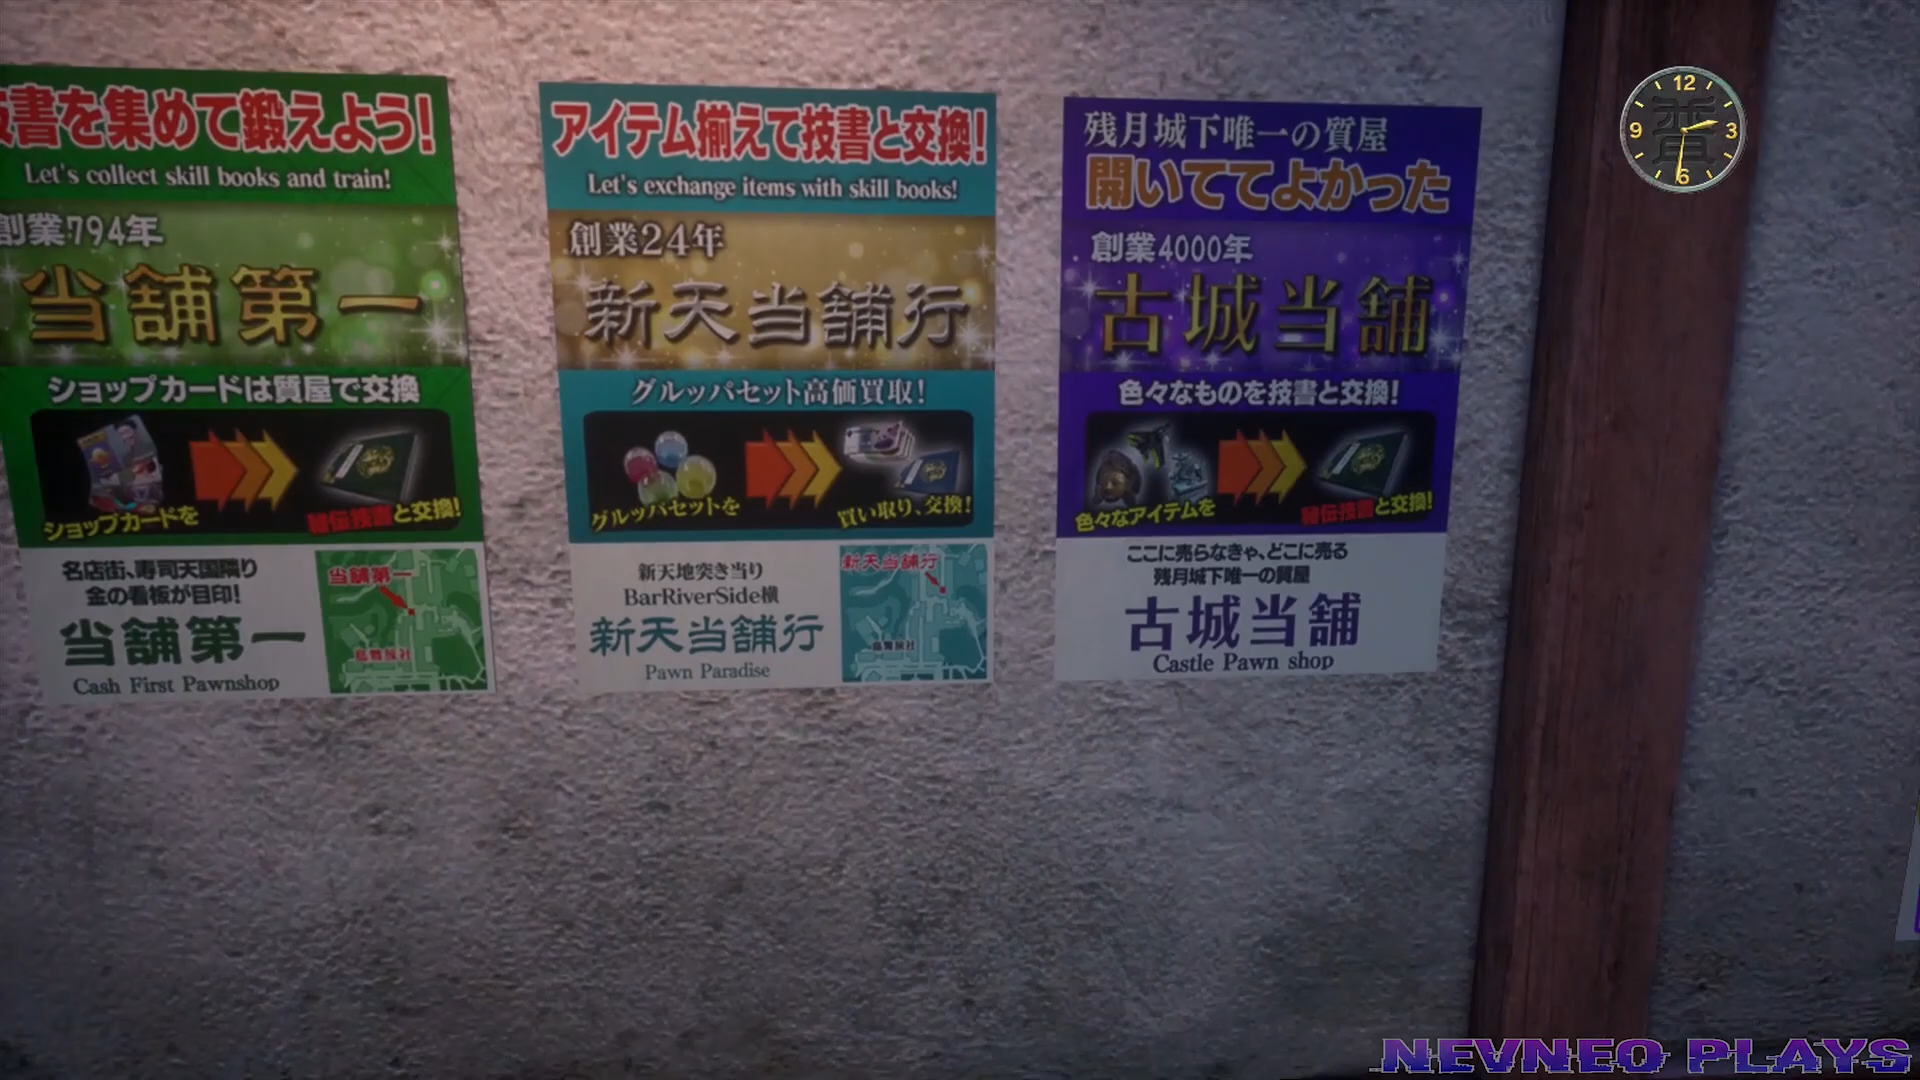 技書を集めて鍛えよう!
Let's collect skill books and train!
創業794年
当舗第一
ショップカードは質屋で交換
ショップカードを
秘伝技書と交換!
名店街、寿司天国隣り
金の看板が目印!
当舗第一
Cash First Pawnshop
当舗第一
アイテム揃えて技書と交換!
Let's exchange items with skill books!
創業24年
新天当舗行
グルッパセット高価買取!
グルッパセットを
買い取り、交換!
新天地突き当り
BarRiverSide横
新天当舗行
Pawn Paradise
新天当舗行
残月城下唯一の質屋
開いててよかった
創業4000年
古城当舗
色々なものを技書と交換!
色々なアイテムを
秘伝技書と交換!
ここに売らなきゃ、どこに売る
残月城下唯一の質屋
古城当舗
Castle Pawn shop
12
9
3
6
NEVNEO PLAYS